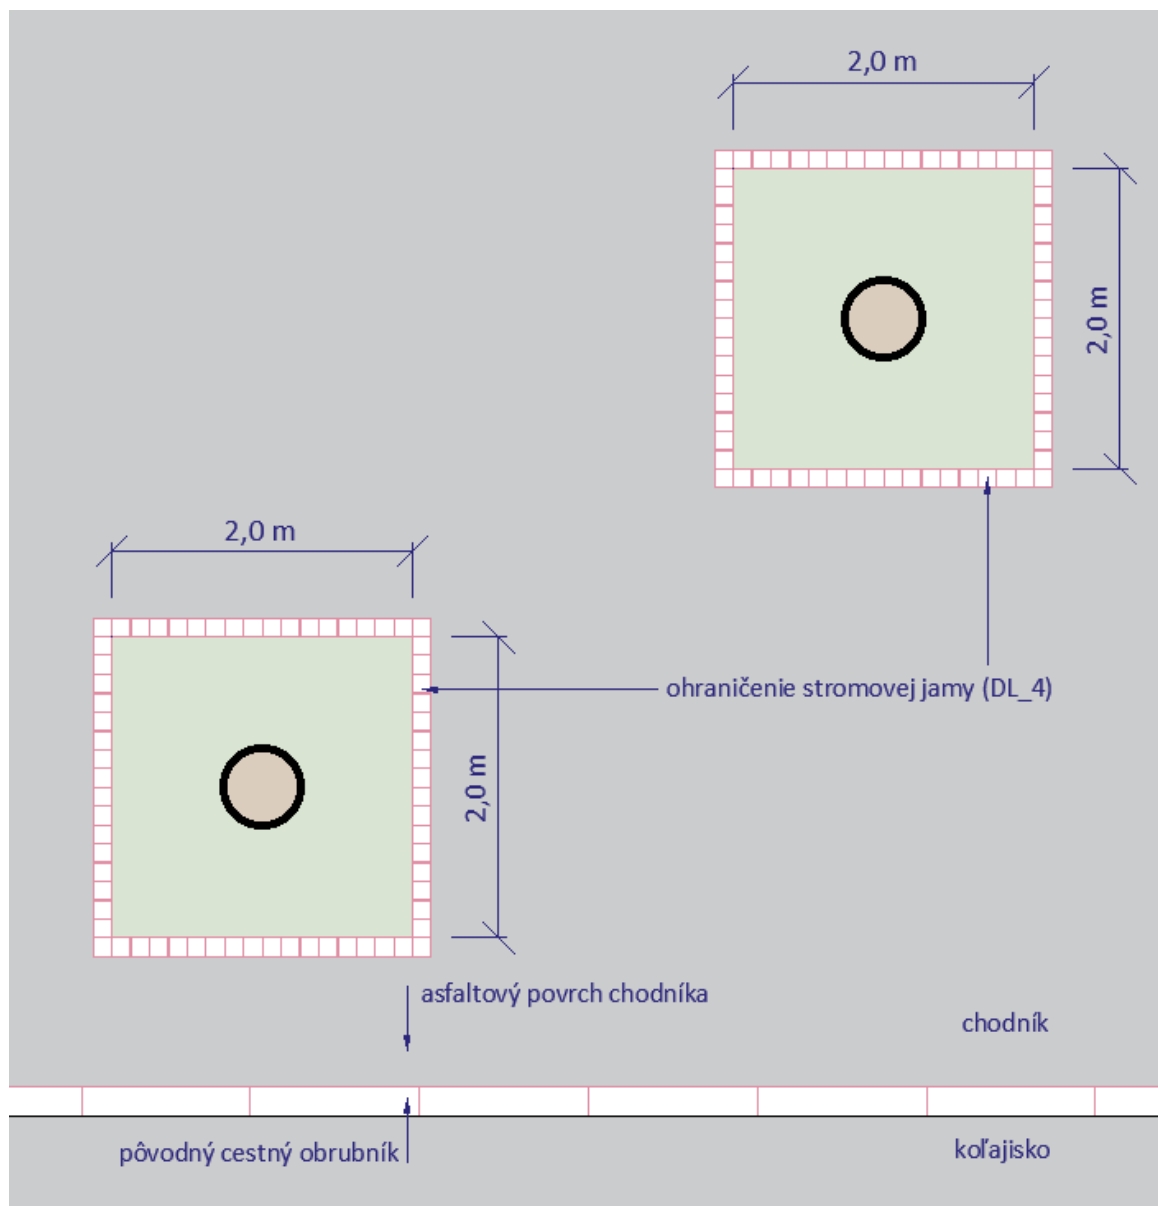 2,0 m
2,0 m
2,0 m
ohraničenie stromovej jamy (DL_4)
2,0 m
asfaltový povrch chodníka
chodník
pôvodný cestný obrubník
koľajisko